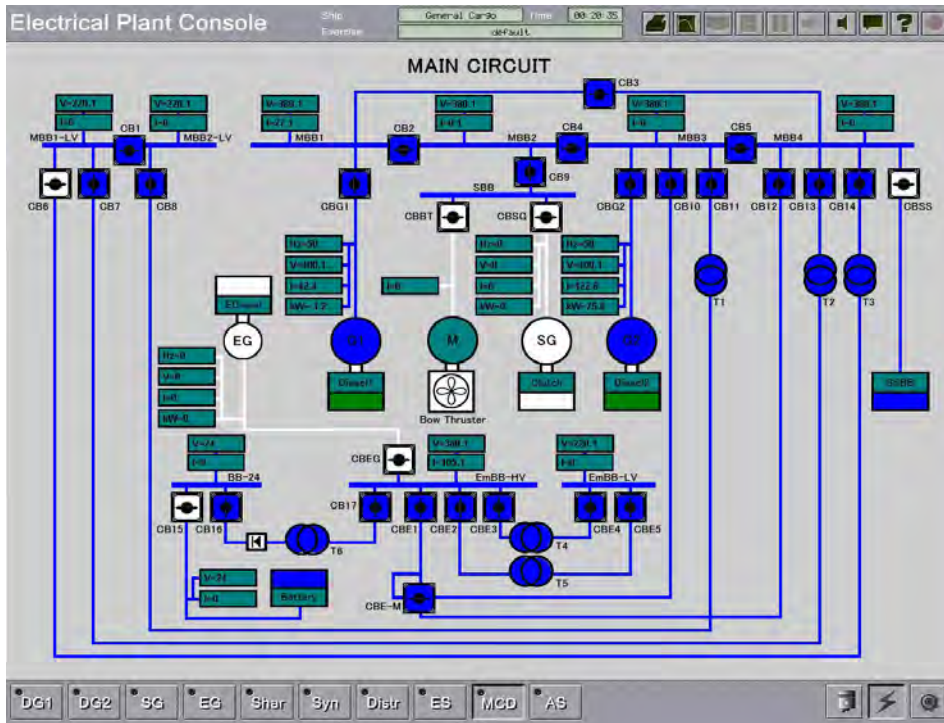 Electrical Plant Console
Ship
General Cargo
Time
00:20:35
Exercise
default
MAIN CIRCUIT
CB3
V=220.1
V=220.1
V=380.1
V=380.1
V=380.1
V=380.1
I=0
I=0
I=0
I=0
MBB1-LV
CB1
MBB2-LV
MBB1
CB2
MBB2
CB4
MBB3
CB5
MBB4
CB9
SBB
CB6
CB7
CB8
CBG1
CBBT
CBSG
CBG2
CB10
CB11
CB12
CB13
CB14
CBSS
Hz=50
Hz=0
Hz=50
V=400.1
V=0
V=400.1
I=0
I=0
kW=0
T1
T2
T3
EG
G1
M
SG
G2
Hz=0
V=0
I=0
kW=0
Diesel1
Bow Thruster
Clutch
Diesel2
SSBB
V=24
I=0
BB-24
CBEG
V=380.1
I=105.1
EmBB-HV
V=220.1
I=0
EmBB-LV
CB15
CB16
CB17
CBE1
CBE2
CBE3
CBE4
CBE5
T6
T4
T5
V=24
I=0
Battery
CBE-M
DG1
DG2
SG
EG
Shar
Syn
Distr
ES
MCD
AS